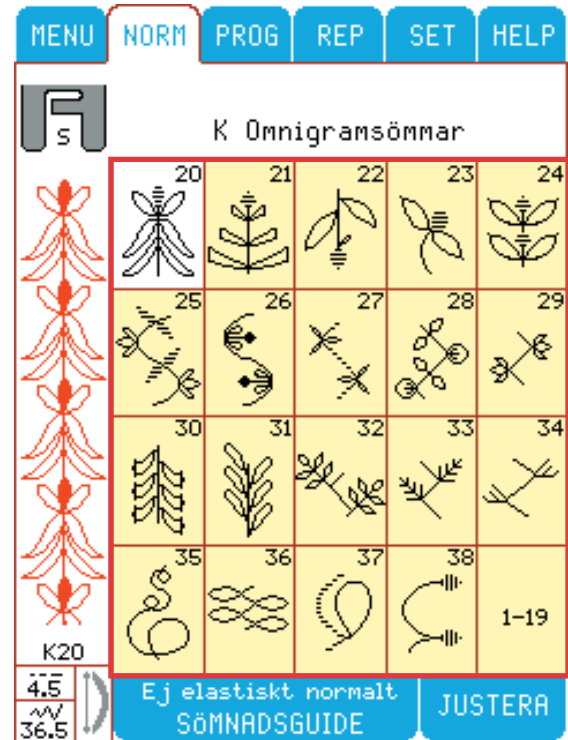 MENU NORM PROG REP SET HELP
S
K Omnigramsömmar
20 21 22 23 24
25 26 27 28 29
30 31 32 33 34
35 36 37 38 1-19
K20
4.5
36.5
Ej elastiskt normalt
SöMNADSGUIDE
JUSTERA